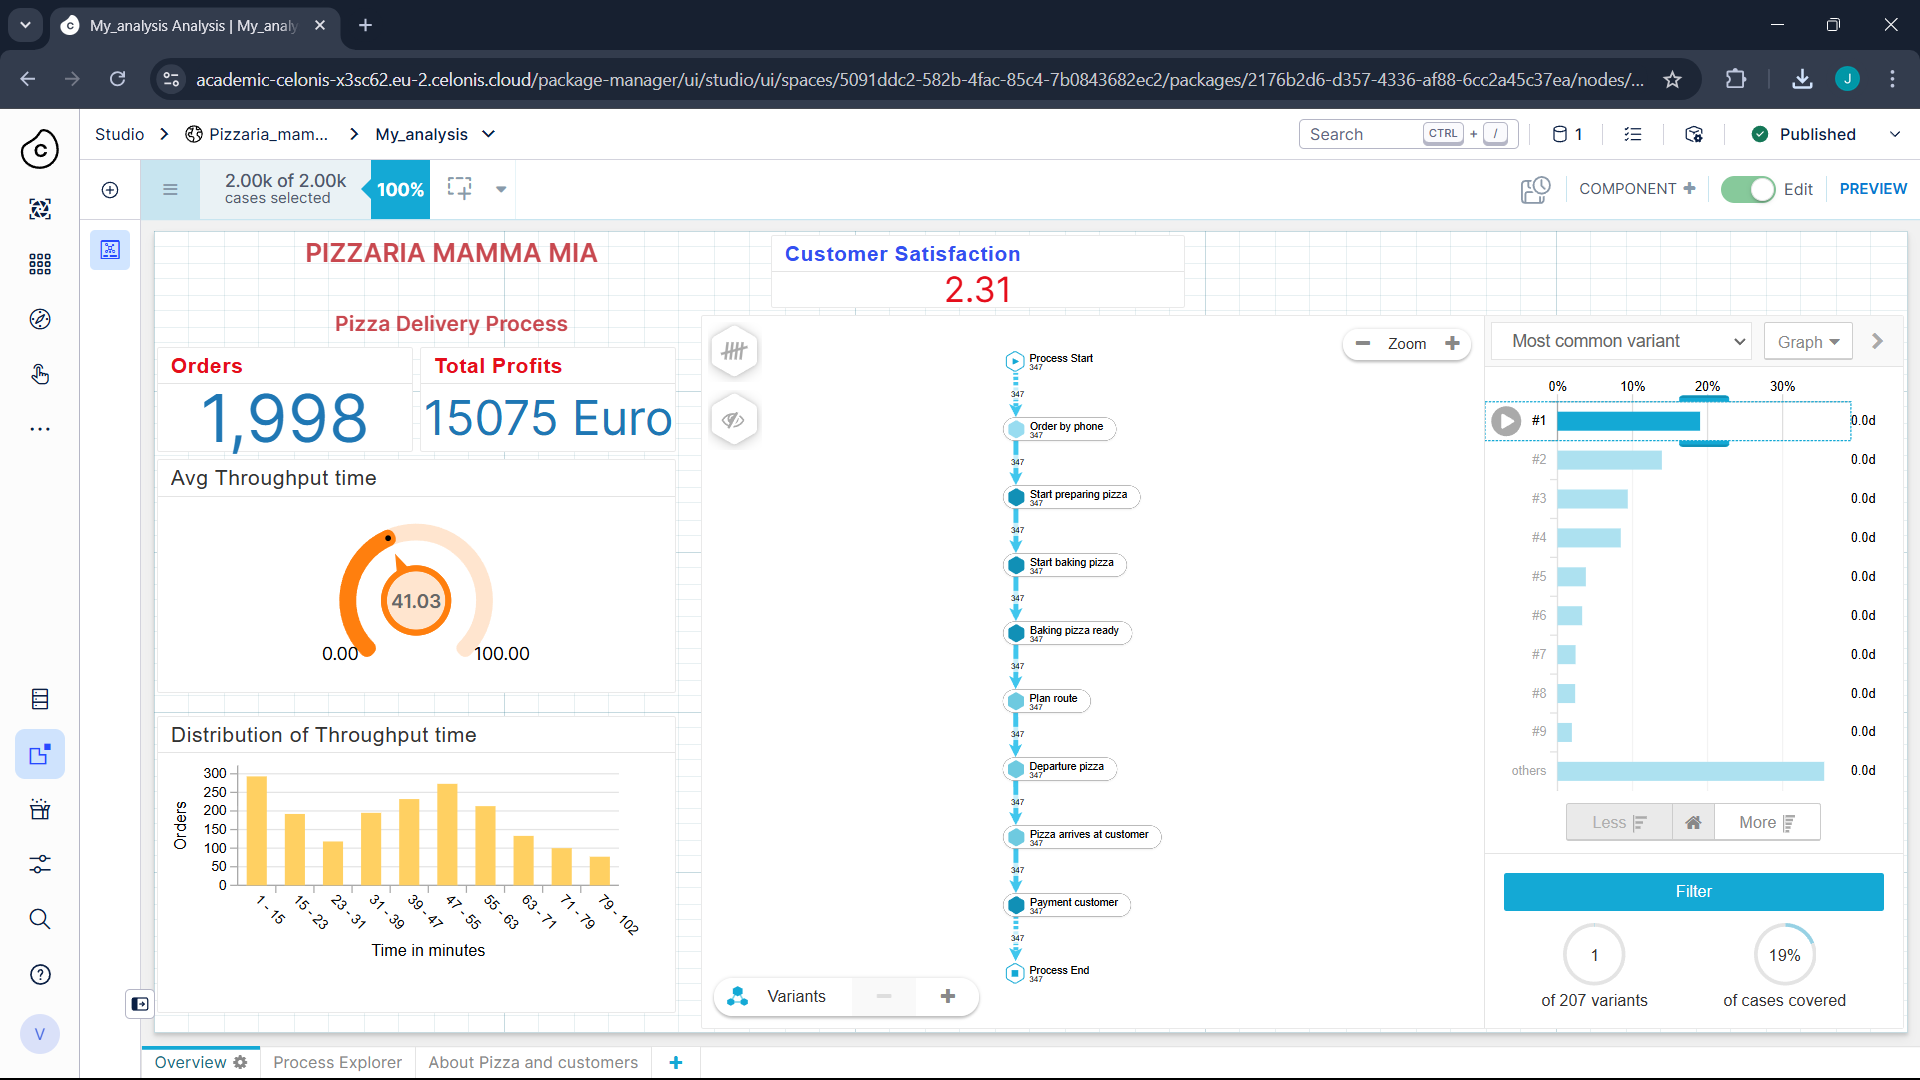 My_analysis Analysis | My_analy
academic-celonis-x3sc62.eu-2.celonis.cloud/package-manager/ui/studio/ui/spaces/5091ddc2-582b-4fac-85c4-7b0843682ec2/packages/2176b2d6-d357-4336-af88-6cc2a45c37ea/nodes/...
J
Studio
Pizzaria_mam...
My_analysis
Search
CTRL + /
1
Published
2.00k of 2.00k
cases selected
100%
COMPONENT +
Edit
PREVIEW
PIZZARIA MAMMA MIA
Pizza Delivery Process
Customer Satisfaction
2.31
Orders
1,998
Total Profits
15075 Euro
Avg Throughput time
41.03
0.00
100.00
Distribution of Throughput time
Orders
300
250
200
150
100
50
0
1 - 15
15 - 23
23 - 31
31 - 39
39 - 47
47 - 55
55 - 63
63 - 71
71 - 79
79 - 102
Time in minutes
Zoom
Process Start
347
347
Order by phone
347
347
Start preparing pizza
347
347
Start baking pizza
347
347
Baking pizza ready
347
347
Plan route
347
347
Departure pizza
347
347
Pizza arrives at customer
347
347
Payment customer
347
347
Process End
347
Variants
Most common variant
Graph
0% 10% 20% 30%
#1 0.0d
#2 0.0d
#3 0.0d
#4 0.0d
#5 0.0d
#6 0.0d
#7 0.0d
#8 0.0d
#9 0.0d
others 0.0d
Less
More
Filter
1
of 207 variants
19%
of cases covered
V
Overview
Process Explorer
About Pizza and customers